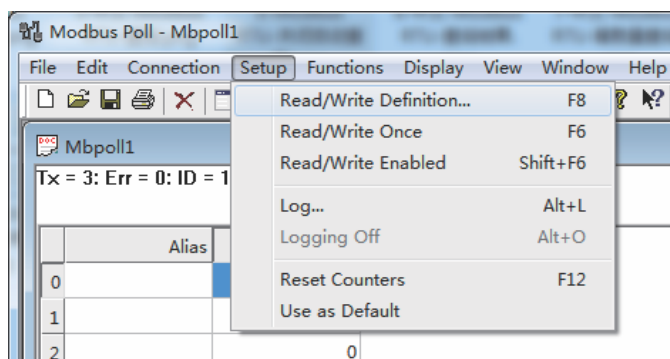 Modbus Poll - Mbpoll1
File Edit Connection Setup Functions Display View Window Help
Read/Write Definition... F8
Read/Write Once F6
Read/Write Enabled Shift+F6
Log... Alt+L
Logging Off Alt+O
Reset Counters F12
Use as Default
Mbpoll1
Tx = 3: Err = 0: ID = 1
Alias
0
1
2 0